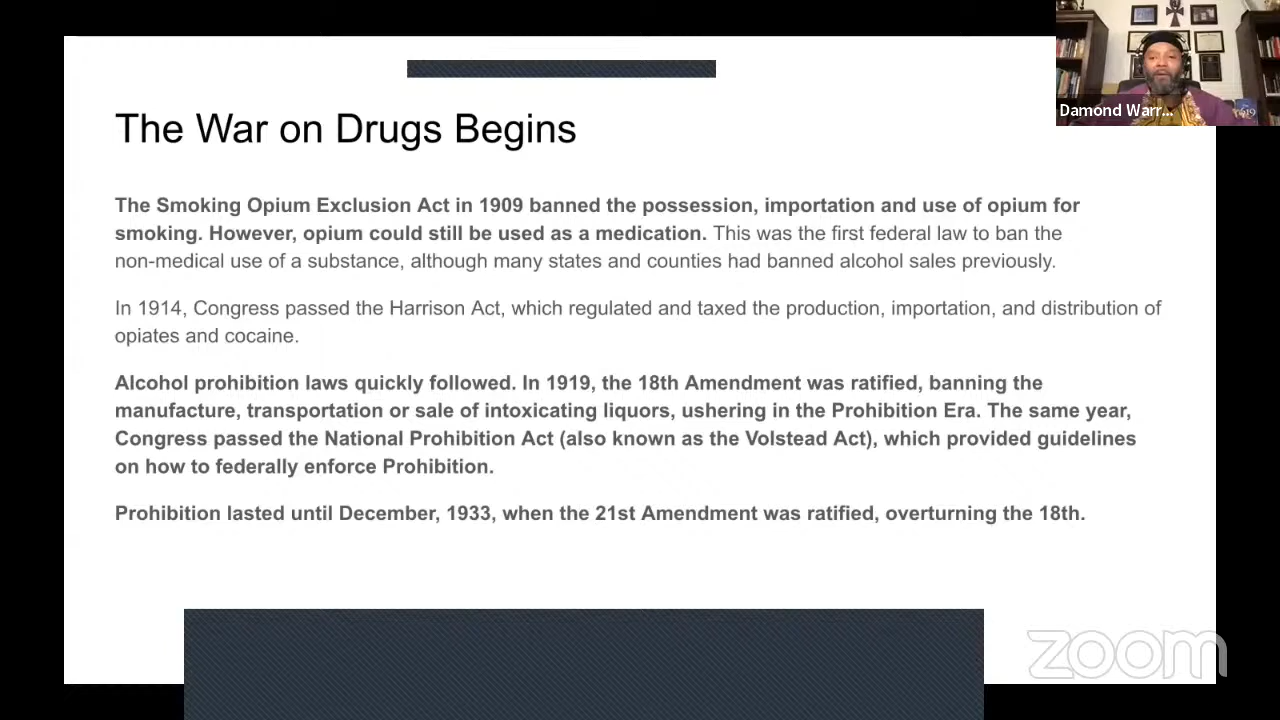 The War on Drugs Begins
The Smoking Opium Exclusion Act in 1909 banned the possession, importation and use of opium for
smoking. However, opium could still be used as a medication. This was the first federal law to ban the
non-medical use of a substance, although many states and counties had banned alcohol sales previously.
In 1914, Congress passed the Harrison Act, which regulated and taxed the production, importation, and distribution of
opiates and cocaine.
Alcohol prohibition laws quickly followed. In 1919, the 18th Amendment was ratified, banning the
manufacture, transportation or sale of intoxicating liquors, ushering in the Prohibition Era. The same year,
Congress passed the National Prohibition Act (also known as the Volstead Act), which provided guidelines
on how to federally enforce Prohibition.
Prohibition lasted until December, 1933, when the 21st Amendment was ratified, overturning the 18th.
Damond Warr...
zoom